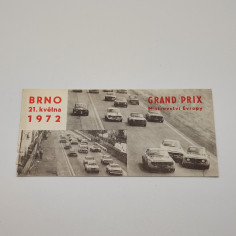 BRNO
21. května
1972
GRAND PRIX
Mistrovství Evropy